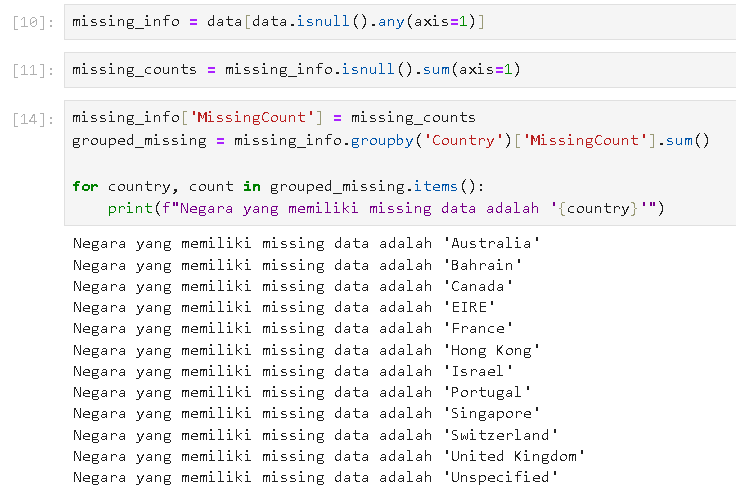 [10]: missing_info = data[data.isnull().any(axis=1)]
[11]: missing_counts = missing_info.isnull().sum(axis=1)
[14]: missing_info['MissingCount'] = missing_counts
grouped_missing = missing_info.groupby('Country')['MissingCount'].sum()
for country, count in grouped_missing.items():
    print(f"Negara yang memiliki missing data adalah '{country}'")
Negara yang memiliki missing data adalah 'Australia'
Negara yang memiliki missing data adalah 'Bahrain'
Negara yang memiliki missing data adalah 'Canada'
Negara yang memiliki missing data adalah 'EIRE'
Negara yang memiliki missing data adalah 'France'
Negara yang memiliki missing data adalah 'Hong Kong'
Negara yang memiliki missing data adalah 'Israel'
Negara yang memiliki missing data adalah 'Portugal'
Negara yang memiliki missing data adalah 'Singapore'
Negara yang memiliki missing data adalah 'Switzerland'
Negara yang memiliki missing data adalah 'United Kingdom'
Negara yang memiliki missing data adalah 'Unspecified'